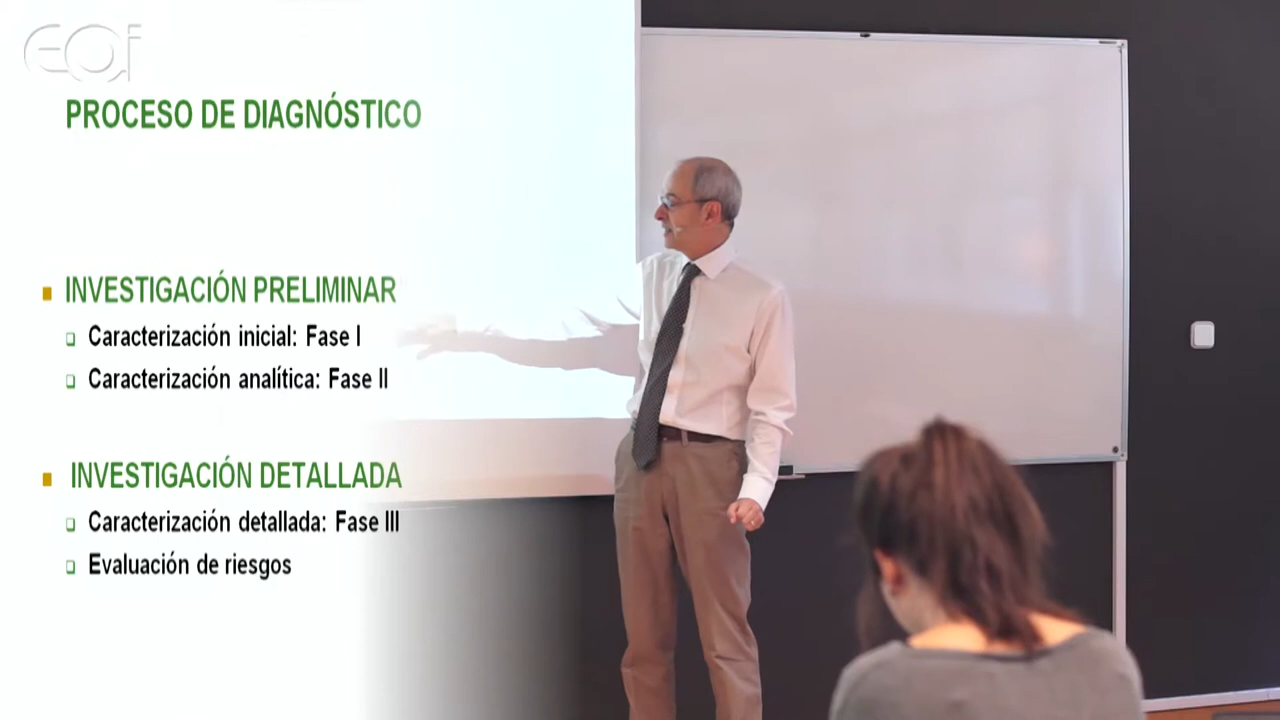 eoi
PROCESO DE DIAGNÓSTICO
INVESTIGACIÓN PRELIMINAR
Caracterización inicial: Fase I
Caracterización analítica: Fase II
INVESTIGACIÓN DETALLADA
Caracterización detallada: Fase III
Evaluación de riesgos